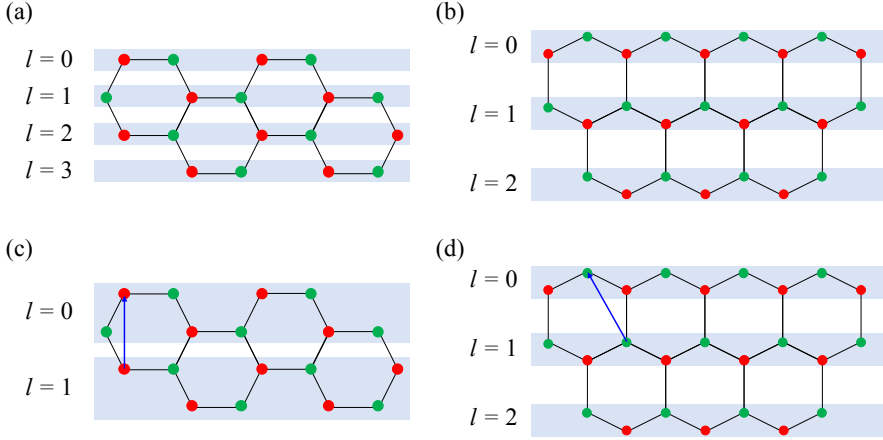 (a)
l = 0
l = 1
l = 2
l = 3
(b)
l = 0
l = 1
l = 2
(c)
l = 0
l = 1
(d)
l = 0
l = 1
l = 2